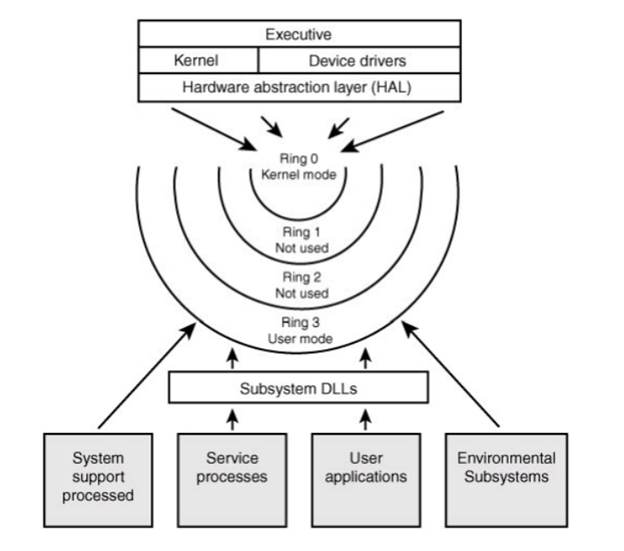 Executive
Kernel
Device drivers
Hardware abstraction layer (HAL)
Ring 0
Kernel mode
Ring 1
Not used
Ring 2
Not used
Ring 3
User mode
Subsystem DLLs
System
support
processed
Service
processes
User
applications
Environmental
Subsystems